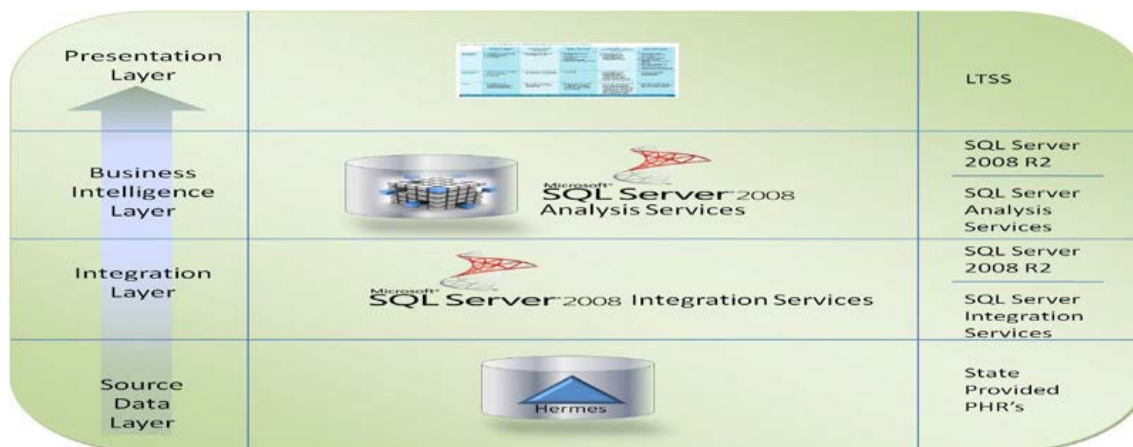 Presentation
Layer
LTSS
Business
Intelligence
Layer
Microsoft®
SQL Server® 2008
Analysis Services
SQL Server
2008 R2
SQL Server
Analysis
Services
Integration
Layer
Microsoft®
SQL Server® 2008 Integration Services
SQL Server
2008 R2
SQL Server
Integration
Services
Source
Data
Layer
Hermes
State
Provided
PHR's